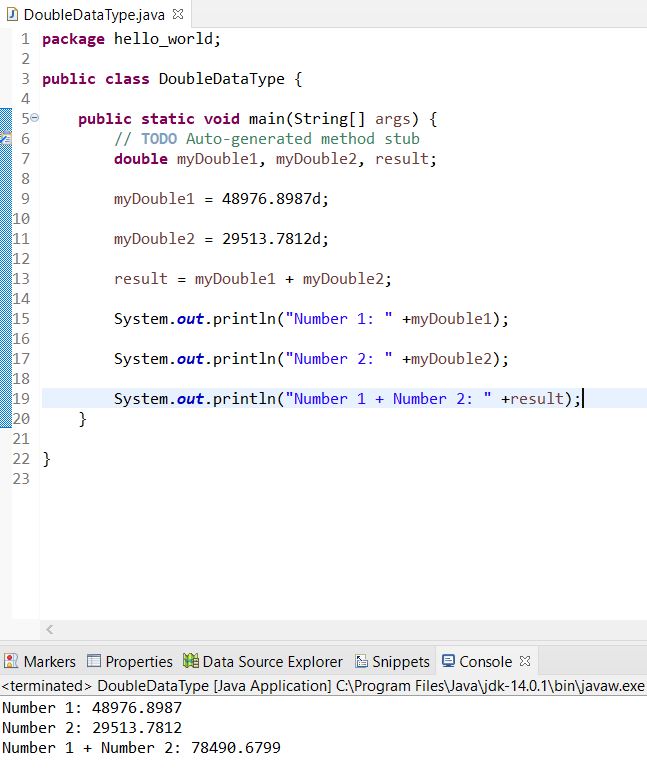 DoubleDataType.java
1 package hello_world;
2
3 public class DoubleDataType {
4
5 public static void main(String[] args) {
6 // TODO Auto-generated method stub
7 double myDouble1, myDouble2, result;
8
9 myDouble1 = 48976.8987d;
10
11 myDouble2 = 29513.7812d;
12
13 result = myDouble1 + myDouble2;
14
15 System.out.println("Number 1: " +myDouble1);
16
17 System.out.println("Number 2: " +myDouble2);
18
19 System.out.println("Number 1 + Number 2: " +result);
20 }
21
22 }
23
Markers Properties Data Source Explorer Snippets Console
<terminated> DoubleDataType [Java Application] C:\Program Files\Java\jdk-14.0.1\bin\javaw.exe
Number 1: 48976.8987
Number 2: 29513.7812
Number 1 + Number 2: 78490.6799